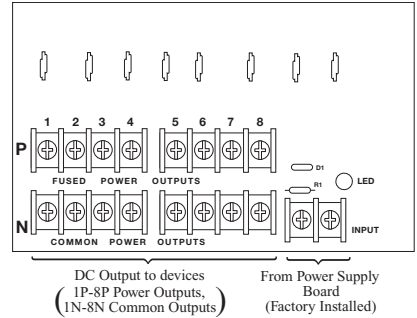 1 2 3 4 5 6 7 8
P
FUSED POWER OUTPUTS
D1
R1
LED
N
COMMON POWER OUTPUTS
INPUT
DC Output to devices
(1P-8P Power Outputs,
1N-8N Common Outputs)
From Power Supply
Board
(Factory Installed)